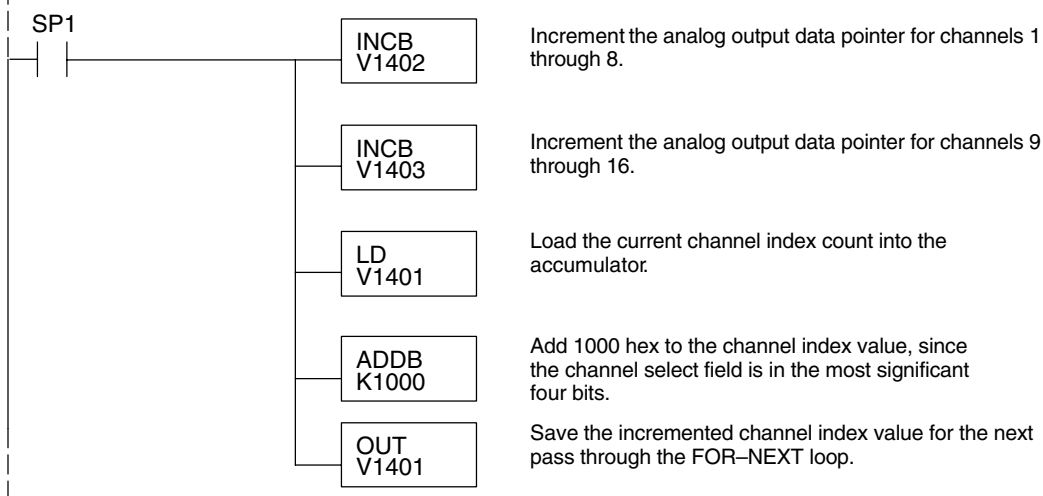 SP1
INCB
V1402
Increment the analog output data pointer for channels 1
through 8.
INCB
V1403
Increment the analog output data pointer for channels 9
through 16.
LD
V1401
Load the current channel index count into the
accumulator.
ADDB
K1000
Add 1000 hex to the channel index value, since
the channel select field is in the most significant
four bits.
OUT
V1401
Save the incremented channel index value for the next
pass through the FOR–NEXT loop.